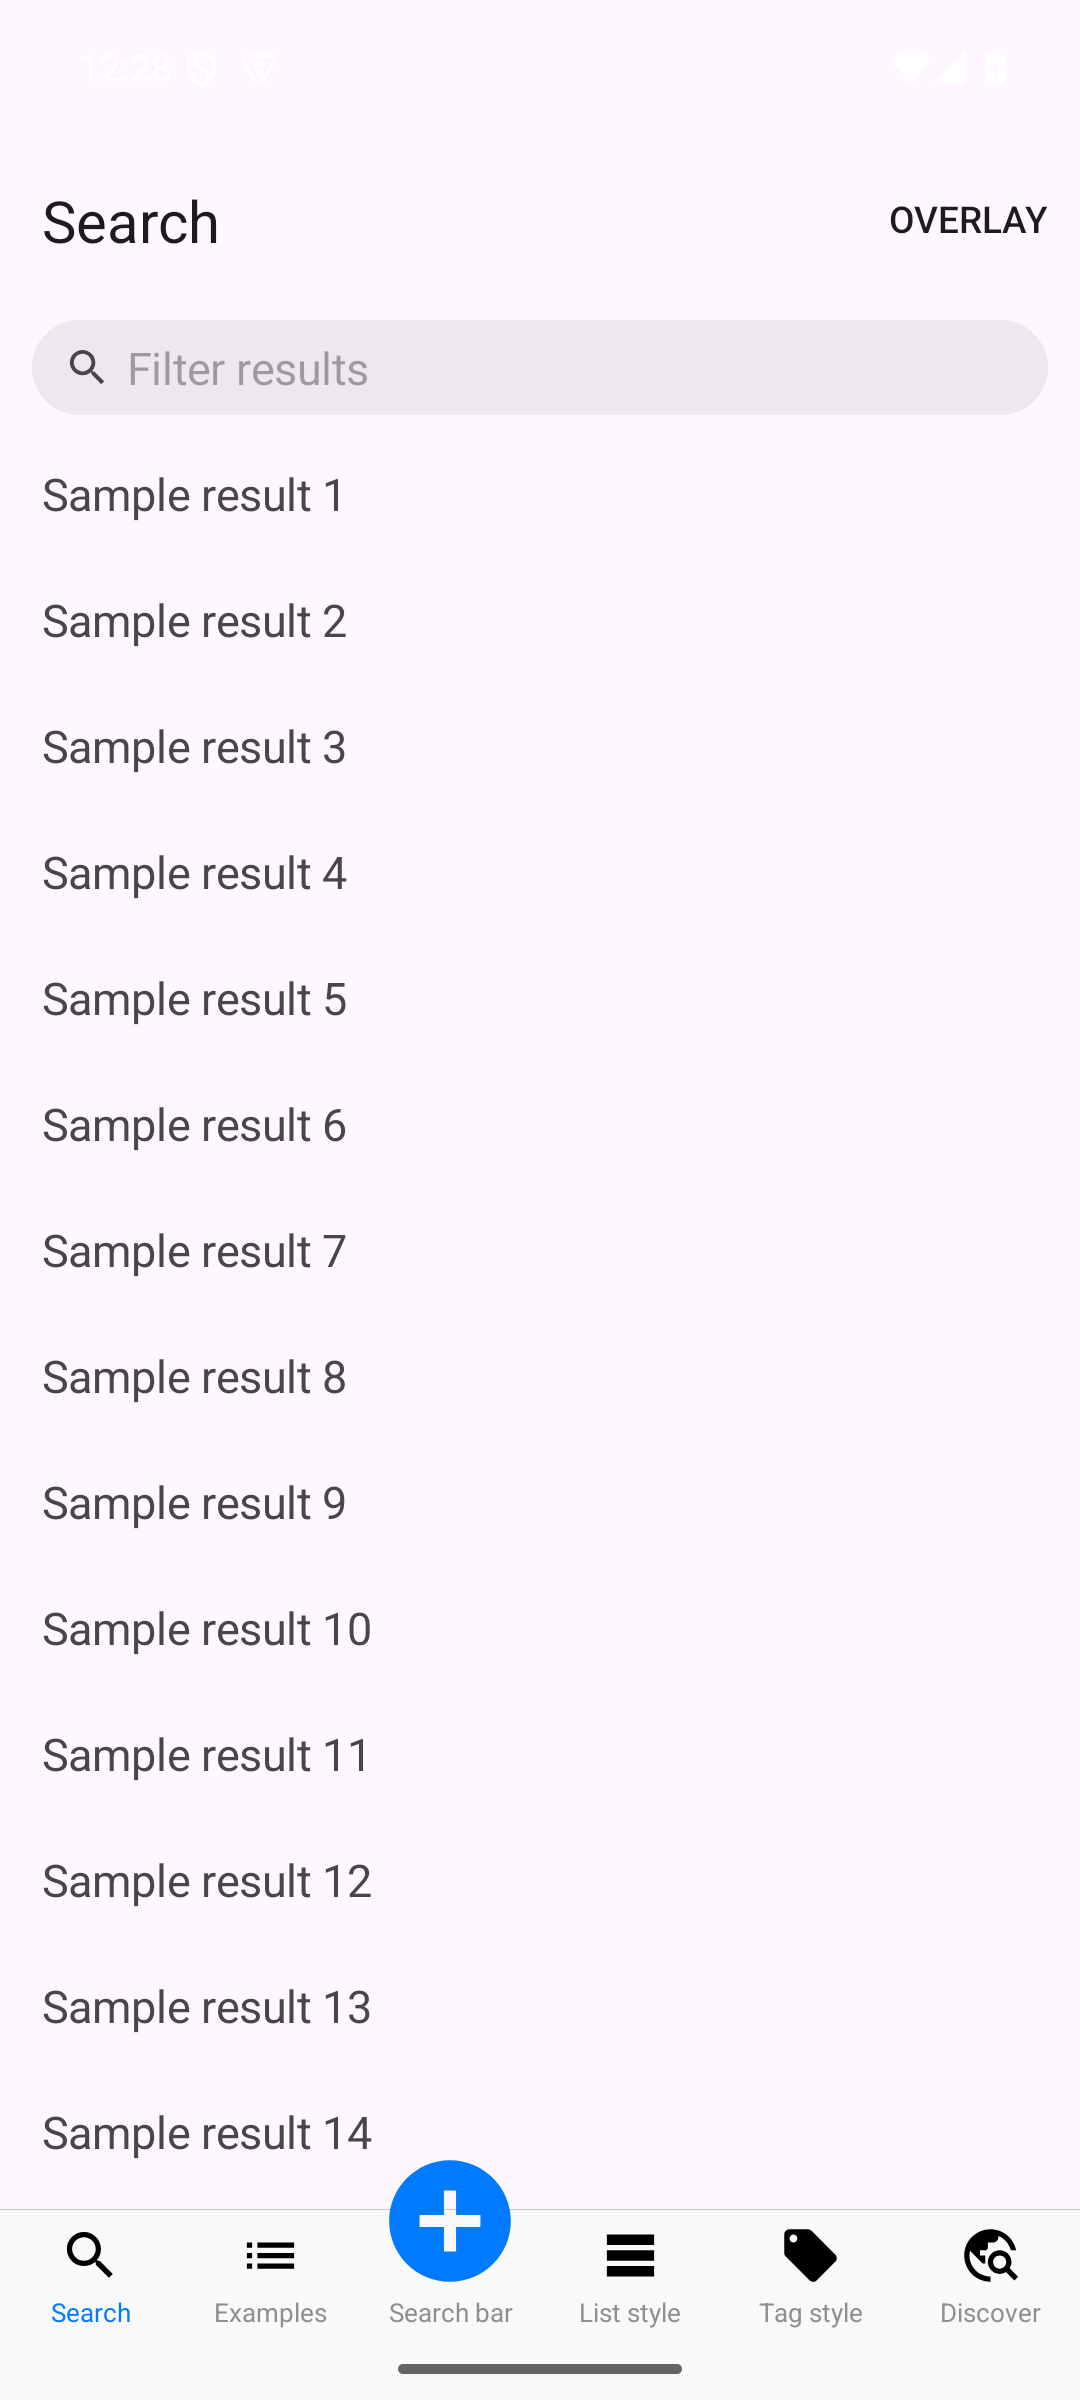 12:28
Search
OVERLAY
Filter results
Sample result 1
Sample result 2
Sample result 3
Sample result 4
Sample result 5
Sample result 6
Sample result 7
Sample result 8
Sample result 9
Sample result 10
Sample result 11
Sample result 12
Sample result 13
Sample result 14
Search
Examples
Search bar
List style
Tag style
Discover